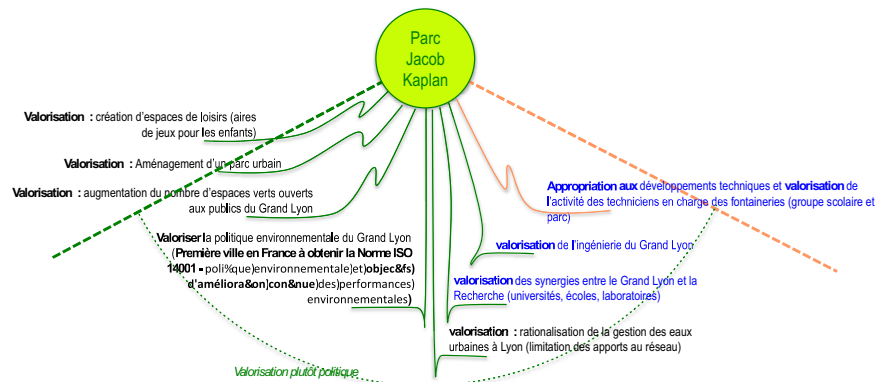 Parc
Jacob
Kaplan
Valorisation : création d'espaces de loisirs (aires
de jeux pour les enfants)
Valorisation : Aménagement d'un parc urbain
Valorisation : augmentation du nombre d'espaces verts ouverts
aux publics du Grand Lyon
Valoriser la politique environnementale du Grand Lyon
(Première ville en France à obtenir la Norme ISO
14001 - poli%que)environnementale)et)objec&fs)
d'améliora&on)con&nue)des)performances)
environnementales)
Appropriation aux développements techniques et valorisation de
l'activité des techniciens en charge des fontaineries (groupe scolaire et
parc)
valorisation de l'ingénierie du Grand Lyon
valorisation des synergies entre le Grand Lyon et la
Recherche (universités, écoles, laboratoires)
valorisation : rationalisation de la gestion des eaux
urbaines à Lyon (limitation des apports au réseau)
Valorisation plutôt politique